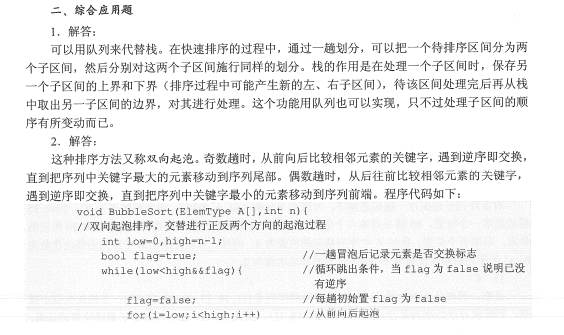 二、综合应用题
1. 解答:
可以用队列来代替栈。在快速排序的过程中，通过一趟划分，可以把一个待排序区间分为两
个子区间，然后分别对这两个子区间施行同样的划分。栈的作用是在处理一个子区间时，保存另
一个子区间的上界和下界（排序过程中可能产生新的左、右子区间），待该区间处理完后再从栈
中取出另一子区间的边界，对其进行处理。这个功能用队列也可以实现，只不过处理子区间的顺
序有所变动而已。
2. 解答:
这种排序方法又称双向起泡。奇数趟时，从前向后比较相邻元素的关键字，遇到逆序即交换，
直到把序列中关键字最大的元素移动到序列尾部。偶数趟时，从后往前比较相邻元素的关键字，
遇到逆序即交换，直到把序列中关键字最小的元素移动到序列前端。程序代码如下：
void BubbleSort(ElemType A[],int n){
//双向起泡排序，交替进行正反两个方向的起泡过程
int low=0,high=n-1;
bool flag=true; //一趟冒泡后记录元素是否交换标志
while(low<high&&flag){ //循环跳出条件，当 flag 为 false 说明已没
有逆序
flag=false; //每趟初始置 flag 为 false
for(i=low;i<high;i++) //从前向后起泡